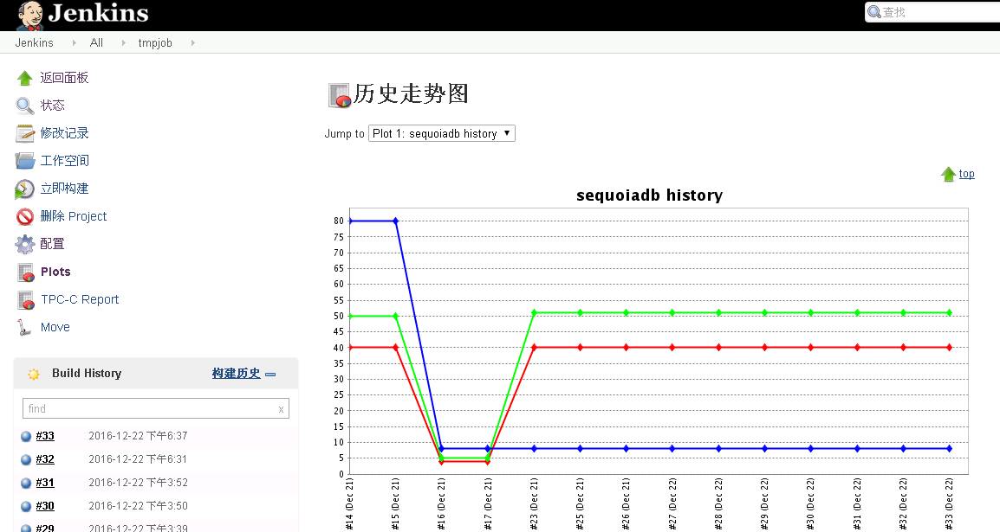 Jenkins
查找
Jenkins All tmpjob
返回面板
状态
修改记录
工作空间
立即构建
删除 Project
配置
Plots
TPC-C Report
Move
Build History 构建历史
find x
#33 2016-12-22 下午6:37
#32 2016-12-22 下午6:31
#31 2016-12-22 下午3:52
#30 2016-12-22 下午3:50
#29 2016-12-22 下午3:39
历史走势图
Jump to Plot 1: sequoiadb history
top
sequoiadb history
80
75
70
65
60
55
50
45
40
35
30
25
20
15
10
5
0
#14 (Dec 21)
#15 (Dec 21)
#16 (Dec 21)
#17 (Dec 21)
#23 (Dec 21)
#25 (Dec 21)
#26 (Dec 22)
#27 (Dec 22)
#28 (Dec 22)
#29 (Dec 22)
#30 (Dec 22)
#31 (Dec 22)
#32 (Dec 22)
#33 (Dec 22)